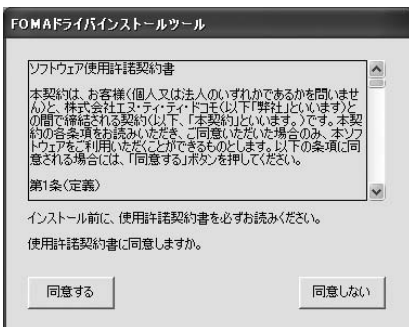 FOMAドライバインストールツール
ソフトウェア使用許諾契約書
本契約は、お客様(個人又は法人のいずれかであるかを問いませ
ん)と、株式会社エヌ・ティ・ティ・ドコモ(以下「弊社」といいます)と
の間で締結される契約(以下、「本契約」といいます。)です。本契
約の各条項をお読みいただき、ご同意いただいた場合のみ、本ソフ
トウェアをご利用いただくことができるものとします。以下の条項に同
意される場合には、「同意する」ボタンを押してください。
第1条(定義)
インストール前に、使用許諾契約書を必ずお読みください。
使用許諾契約書に同意しますか。
同意する
同意しない